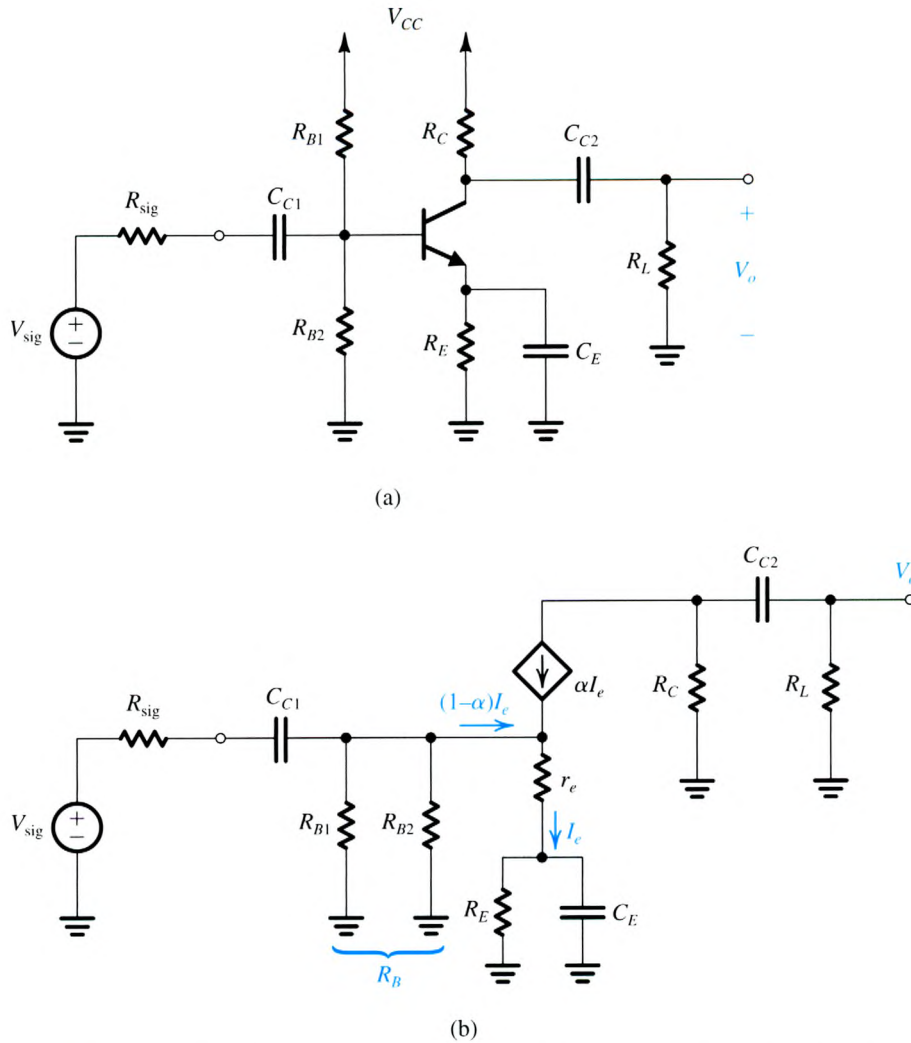 V_CC
R_B1
R_C
C_C2
C_C1
R_sig
+
R_L
V_o
V_sig
+
−
R_B2
R_E
C_E
−
(a)
C_C2
αI_e
R_C
R_L
(1–α)I_e
C_C1
R_sig
r_e
V_sig
+
−
R_B1
R_B2
I_e
R_E
C_E
R_B
(b)